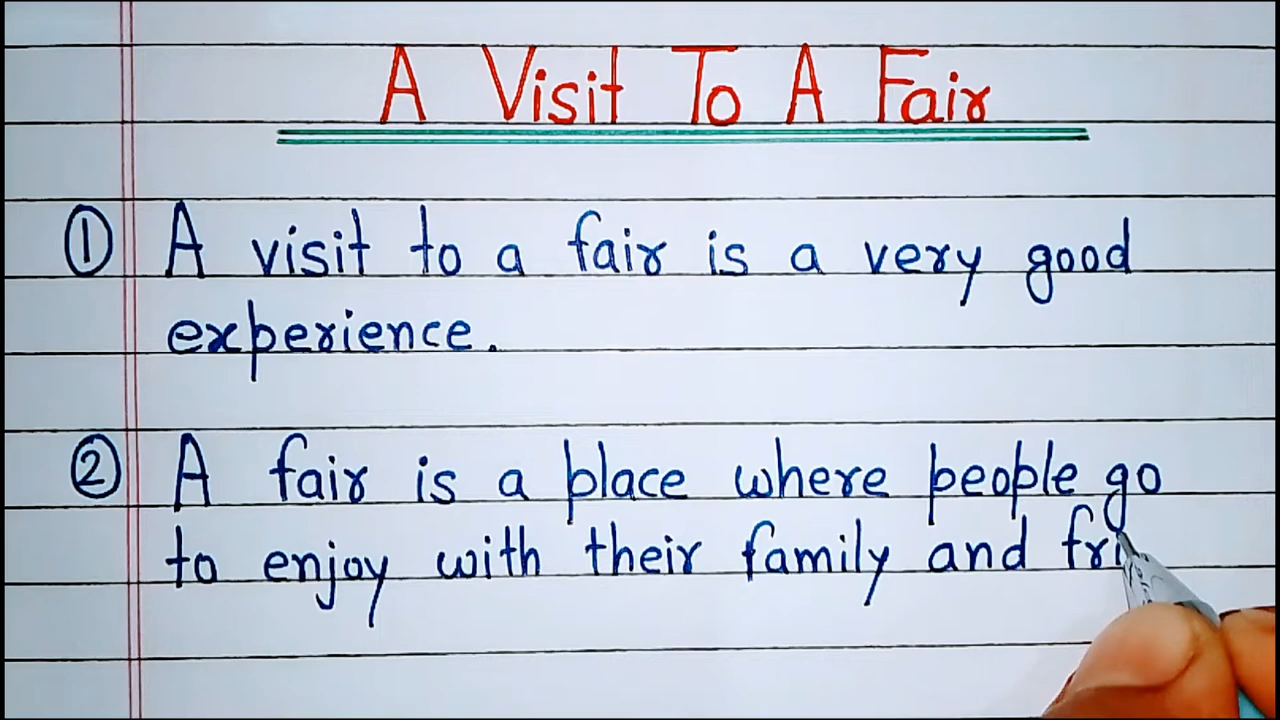 A Visit To A Fair
① A visit to a fair is a very good
experience.
② A fair is a place where people go
to enjoy with their family and fri